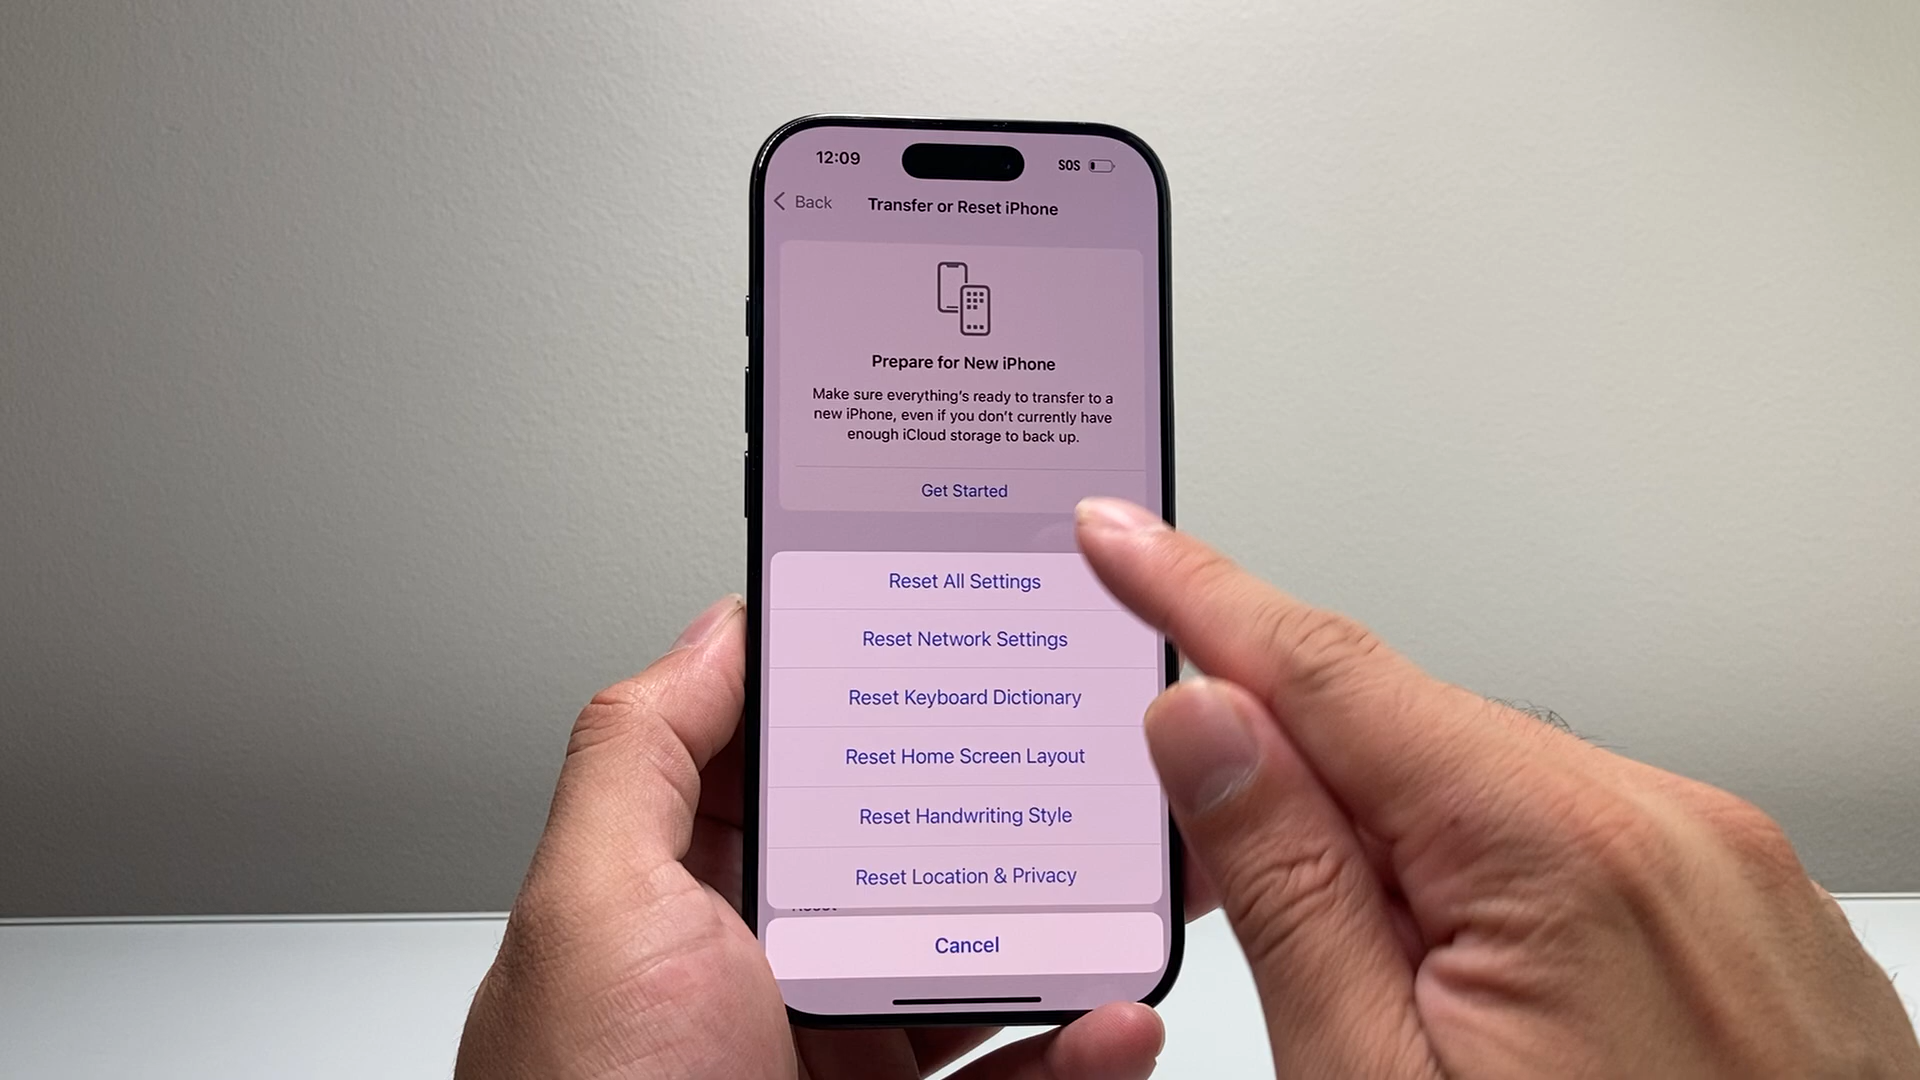 12:09
SOS
Back
Transfer or Reset iPhone
Prepare for New iPhone
Make sure everything's ready to transfer to a
new iPhone, even if you don't currently have
enough iCloud storage to back up.
Get Started
Reset All Settings
Reset Network Settings
Reset Keyboard Dictionary
Reset Home Screen Layout
Reset Handwriting Style
Reset Location & Privacy
Reset
Cancel